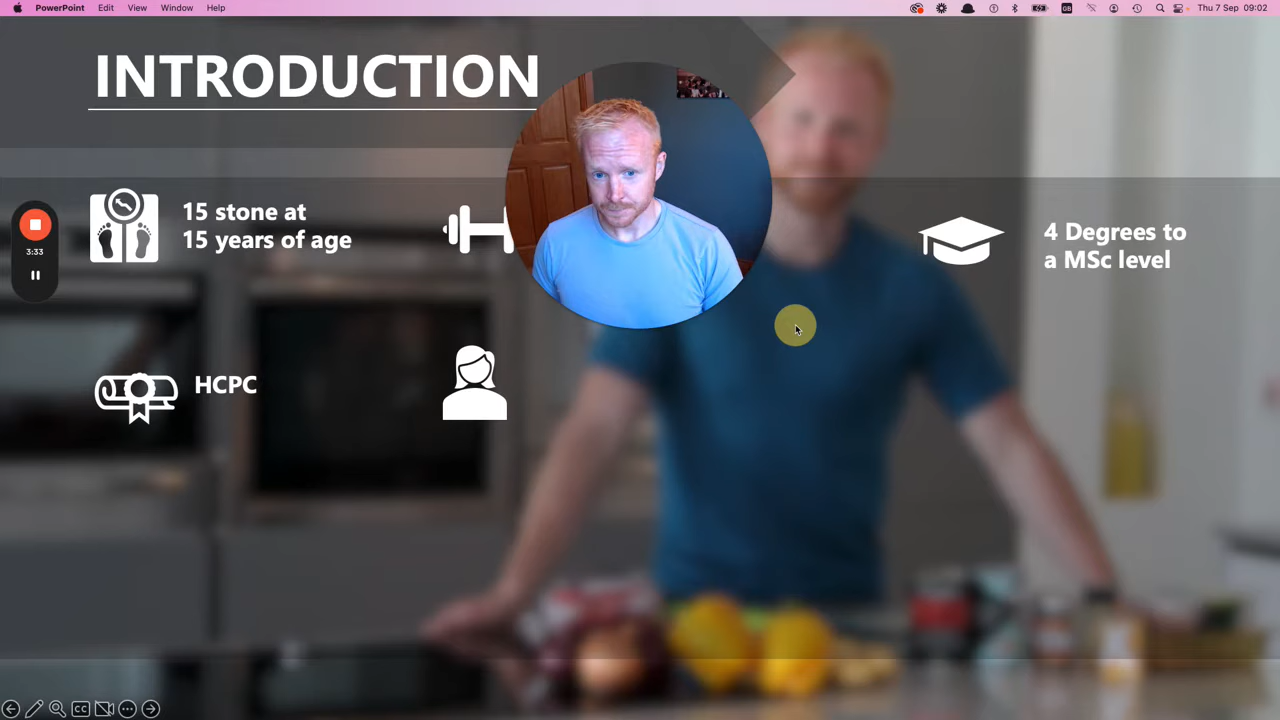 PowerPoint Edit View Window Help
GB Thu 7 Sep 09:02
INTRODUCTION
15 stone at
15 years of age
4 Degrees to
a MSc level
3:33
HCPC
CC